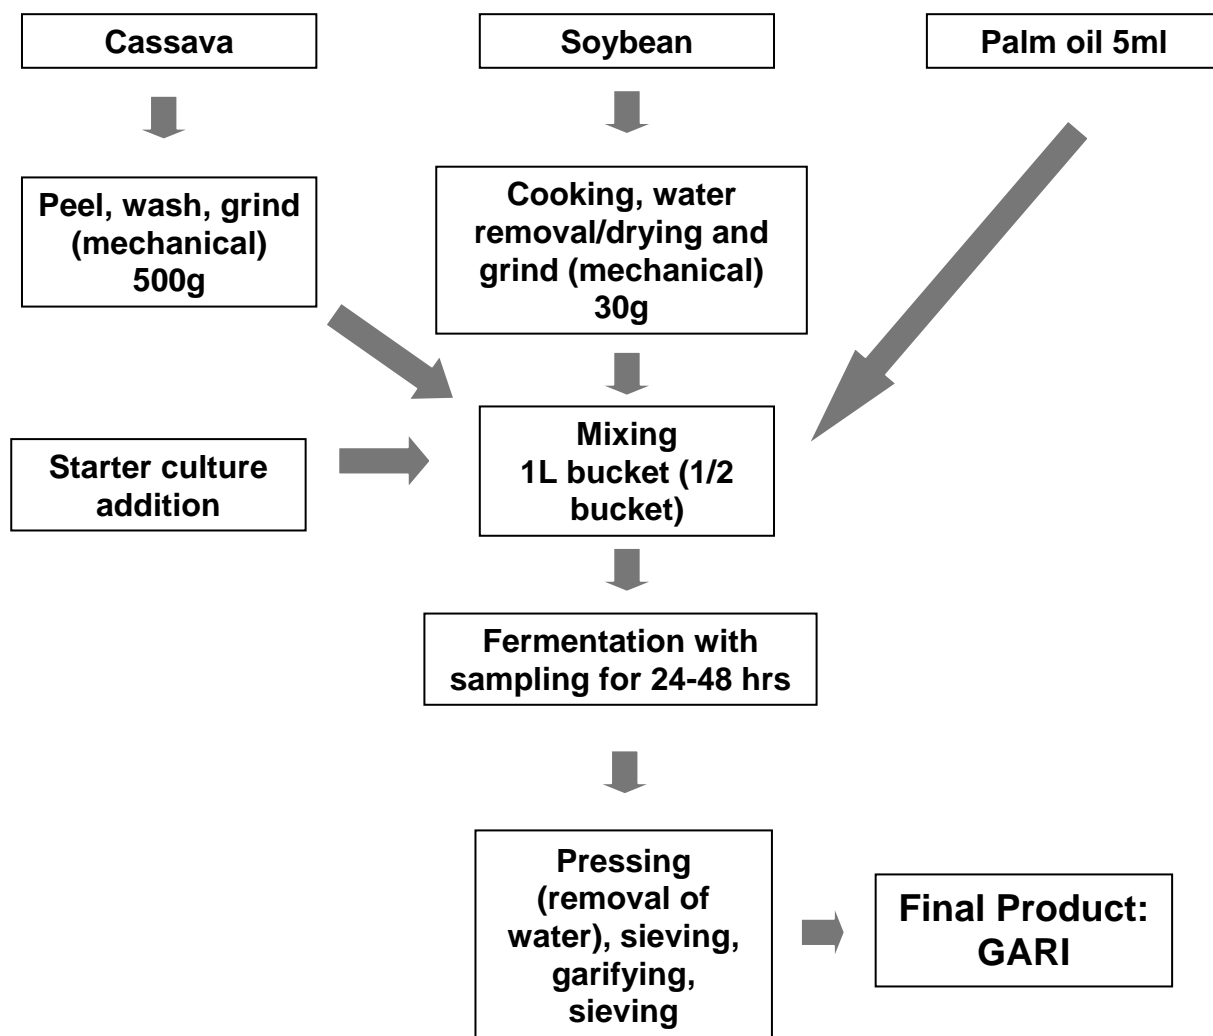 Cassava
Soybean
Palm oil 5ml
Peel, wash, grind
(mechanical)
500g
Cooking, water
removal/drying and
grind (mechanical)
30g
Starter culture
addition
Mixing
1L bucket (1/2
bucket)
Fermentation with
sampling for 24-48 hrs
Pressing
(removal of
water), sieving,
garifying,
sieving
Final Product:
GARI